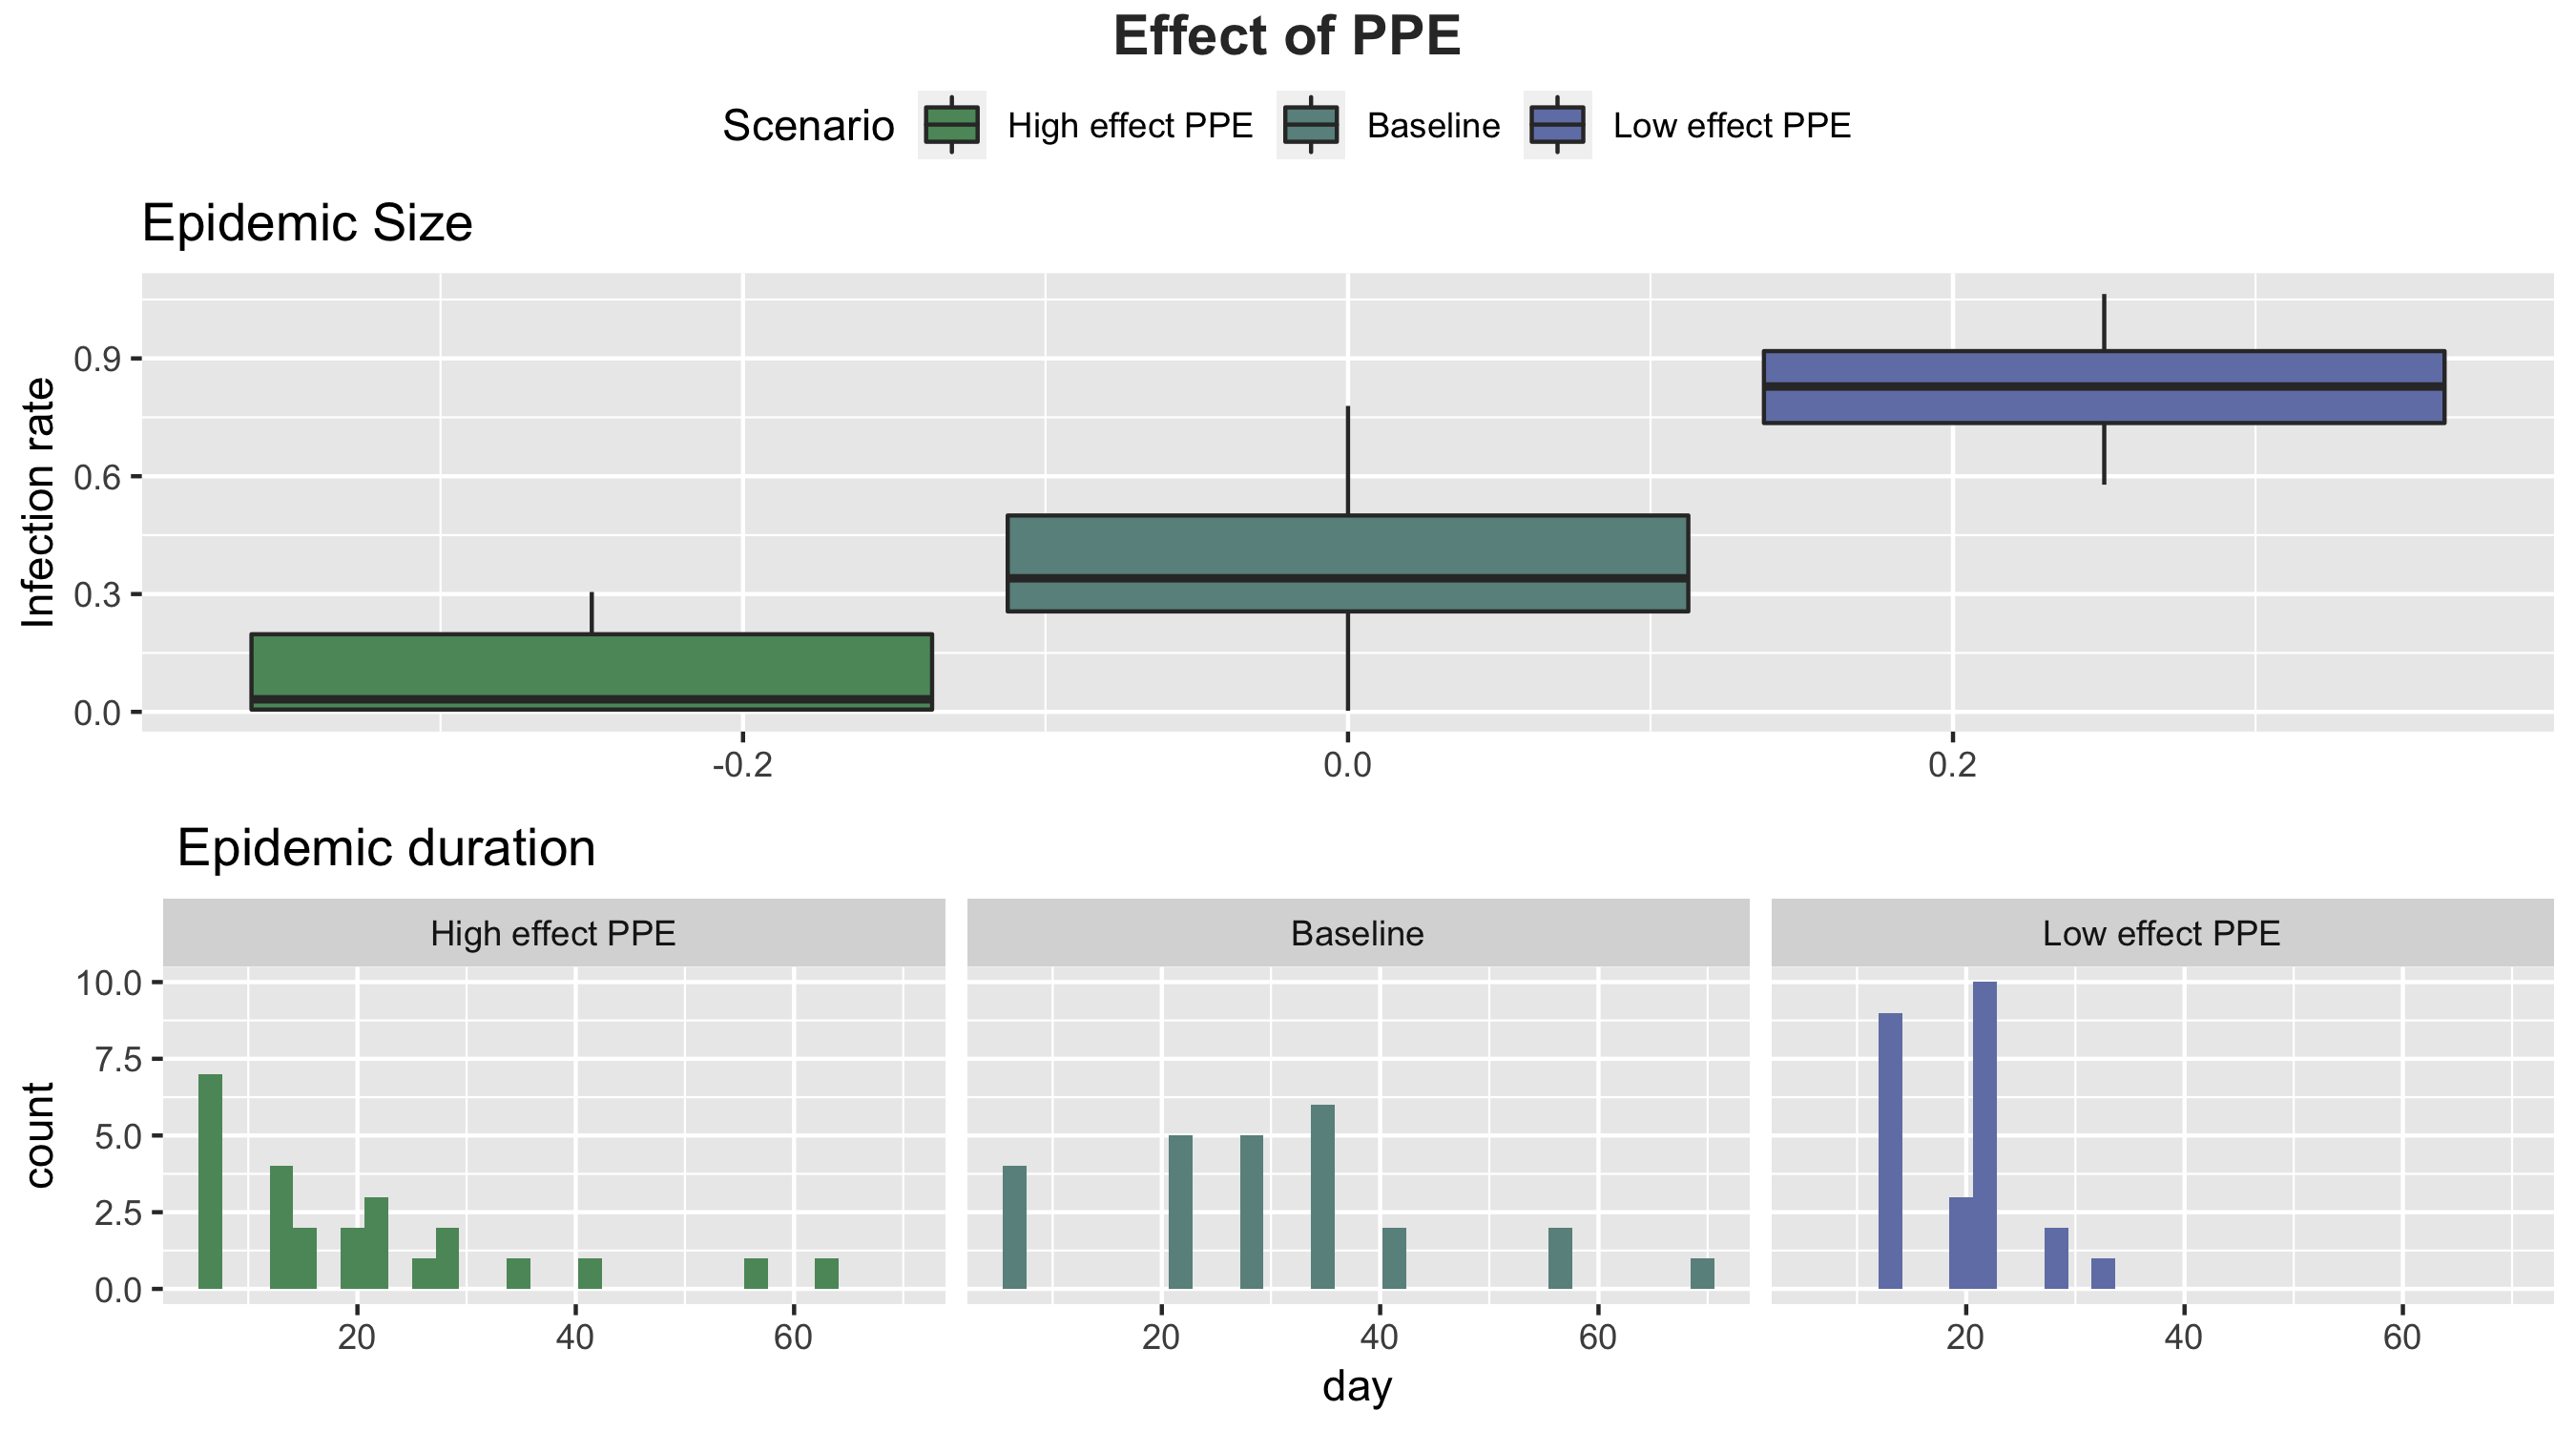 Effect of PPE
Scenario High effect PPE Baseline Low effect PPE
Epidemic Size
Infection rate
0.9
0.6
0.3
0.0
-0.2 0.0 0.2
Epidemic duration
High effect PPE Baseline Low effect PPE
count
10.0
7.5
5.0
2.5
0.0
20 40 60 20 40 60 20 40 60
day